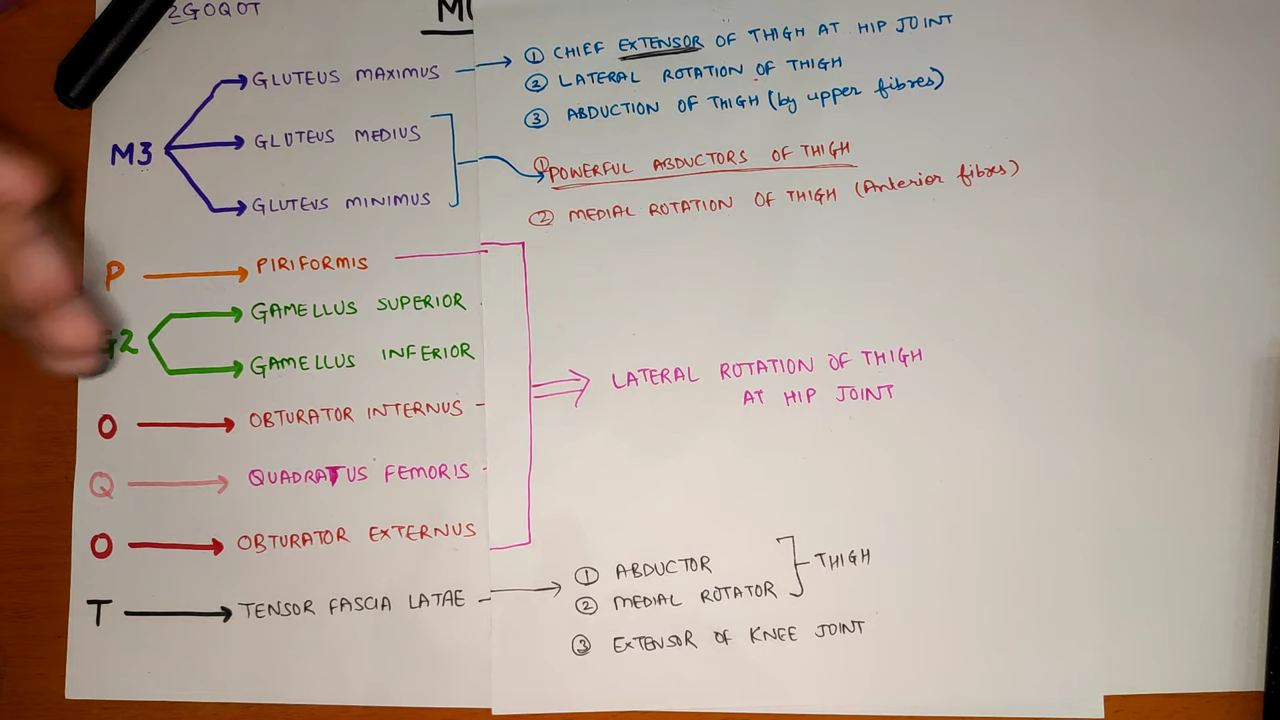 2GOQOT
M
GLUTEUS MAXIMUS
① CHIEF EXTENSOR OF THIGH AT HIP JOINT
② LATERAL ROTATION OF THIGH
③ ABDUCTION OF THIGH (by upper fibres)
M3
GLUTEUS MEDIUS
GLUTEUS MINIMUS
① POWERFUL ABDUCTORS OF THIGH
② MEDIAL ROTATION OF THIGH (Anterior fibres)
P
PIRIFORMIS
G2
GAMELLUS SUPERIOR
GAMELLUS INFERIOR
O
OBTURATOR INTERNUS
Q
QUADRATUS FEMORIS
O
OBTURATOR EXTERNUS
LATERAL ROTATION OF THIGH
AT HIP JOINT
T
TENSOR FASCIA LATAE
① ABDUCTOR
② MEDIAL ROTATOR
THIGH
③ EXTENSOR OF KNEE JOINT